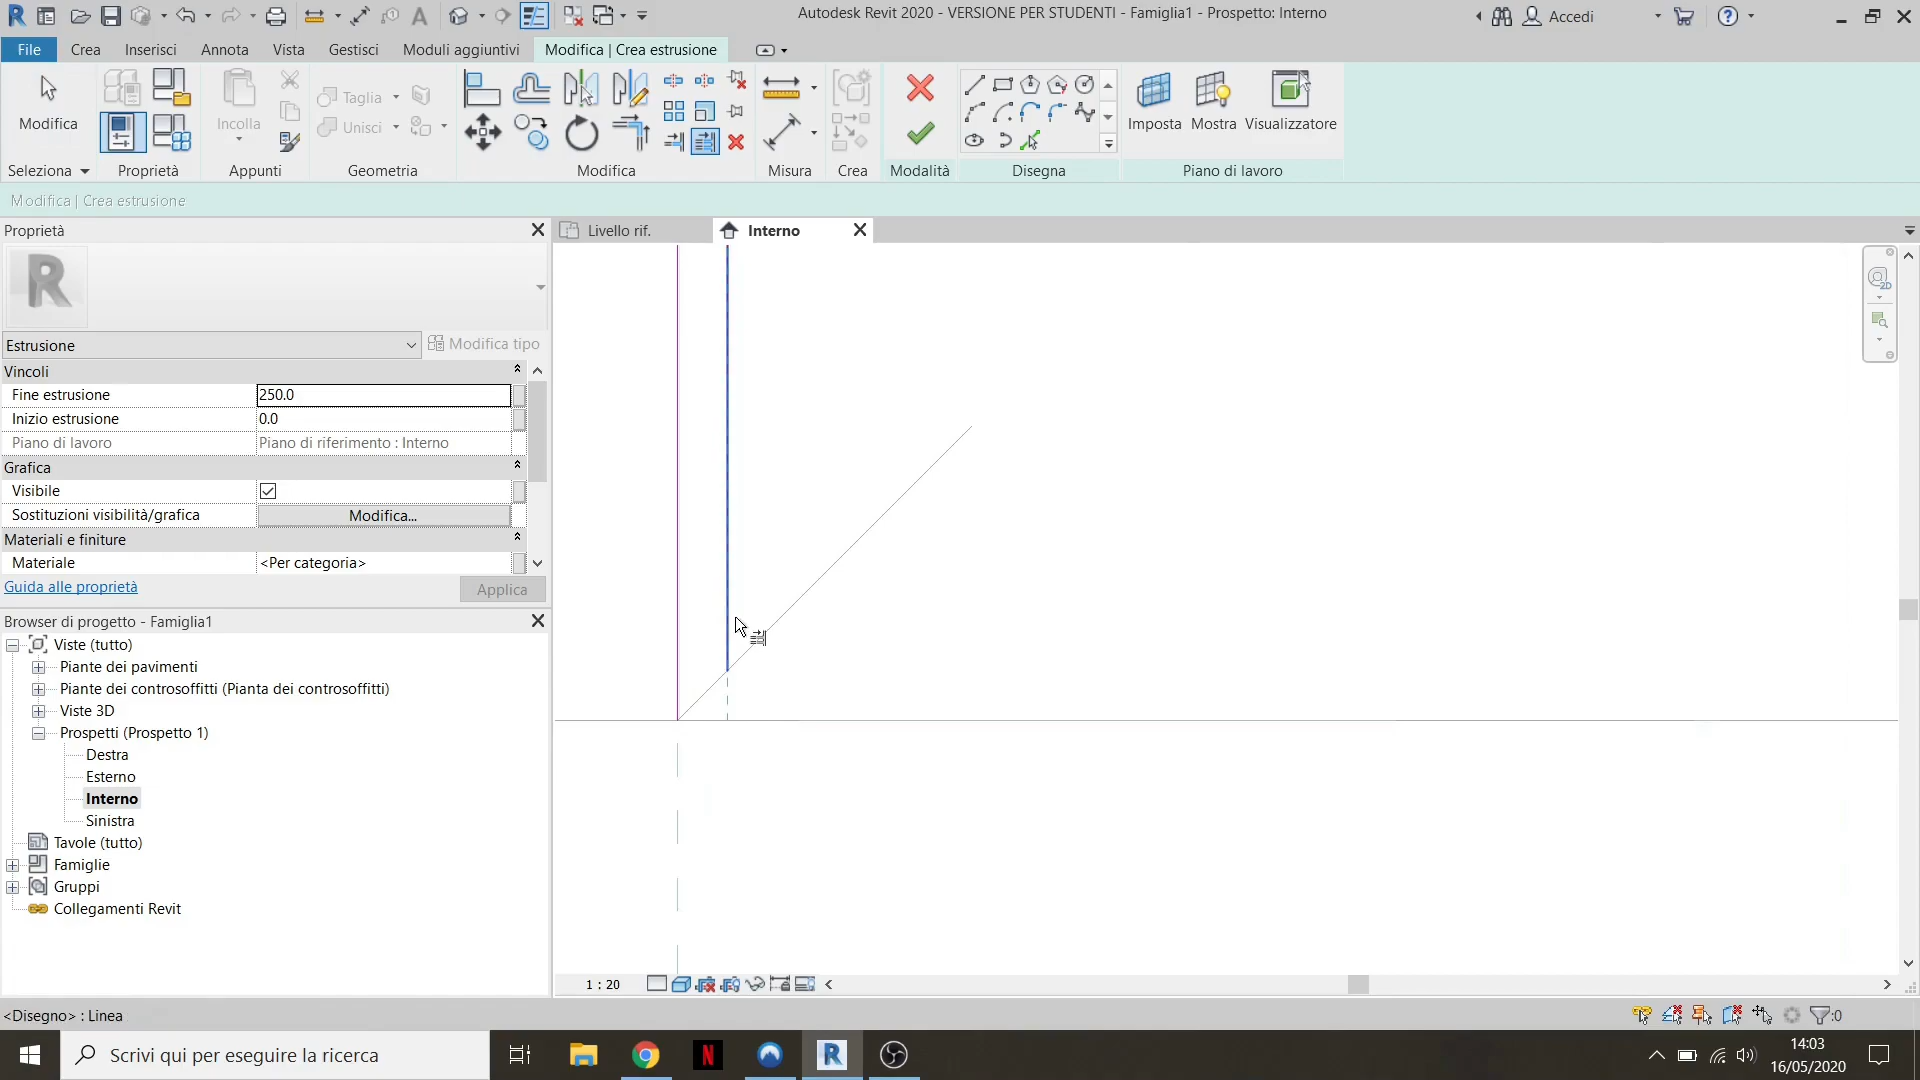 Autodesk Revit 2020 - VERSIONE PER STUDENTI - Famiglia1 - Prospetto: Interno
Accedi
File Crea Inserisci Annota Vista Gestisci Moduli aggiuntivi Modifica | Crea estrusione
Modifica Incolla Taglia Unisci Imposta Mostra Visualizzatore
Seleziona Proprietà Appunti Geometria Modifica Misura Crea Modalità Disegna Piano di lavoro
Modifica | Crea estrusione
Proprietà
Livello rif. Interno
Estrusione Modifica tipo
Vincoli
Fine estrusione 250.0
Inizio estrusione 0.0
Piano di lavoro Piano di riferimento : Interno
Grafica
Visibile
Sostituzioni visibilità/grafica Modifica...
Materiali e finiture
Materiale <Per categoria>
Guida alle proprietà Applica
Browser di progetto - Famiglia1
Viste (tutto)
Piante dei pavimenti
Piante dei controsoffitti (Pianta dei controsoffitti)
Viste 3D
Prospetti (Prospetto 1)
Destra
Esterno
Interno
Sinistra
Tavole (tutto)
Famiglie
Gruppi
Collegamenti Revit
2D
1 : 20
<Disegno> : Linea
:0
Scrivi qui per eseguire la ricerca
14:03
16/05/2020